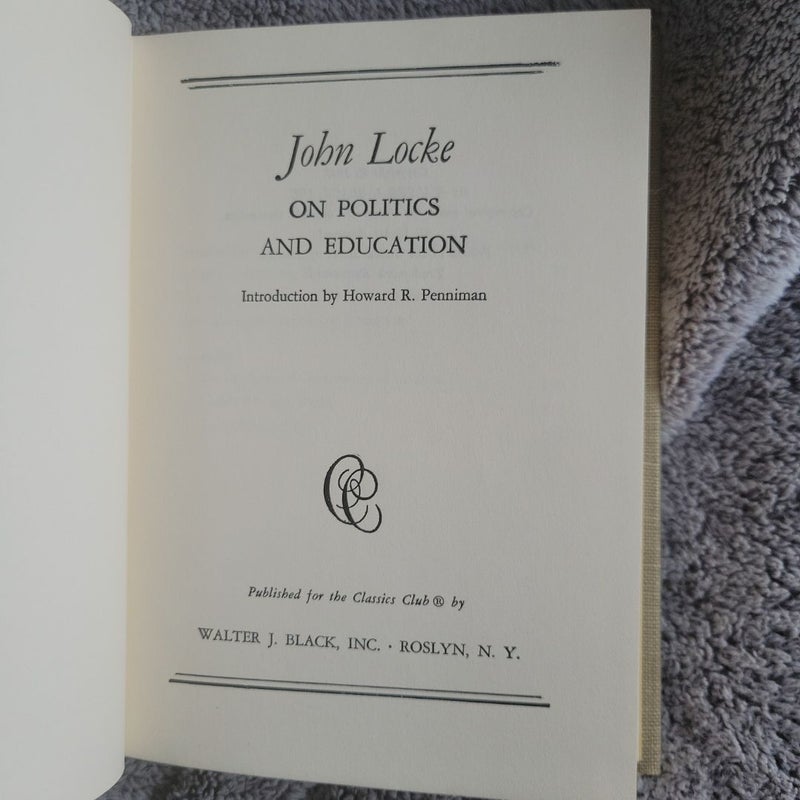 John Locke
ON POLITICS
AND EDUCATION
Introduction by Howard R. Penniman
CC
Published for the Classics Club ® by
WALTER J. BLACK, INC. · ROSLYN, N. Y.